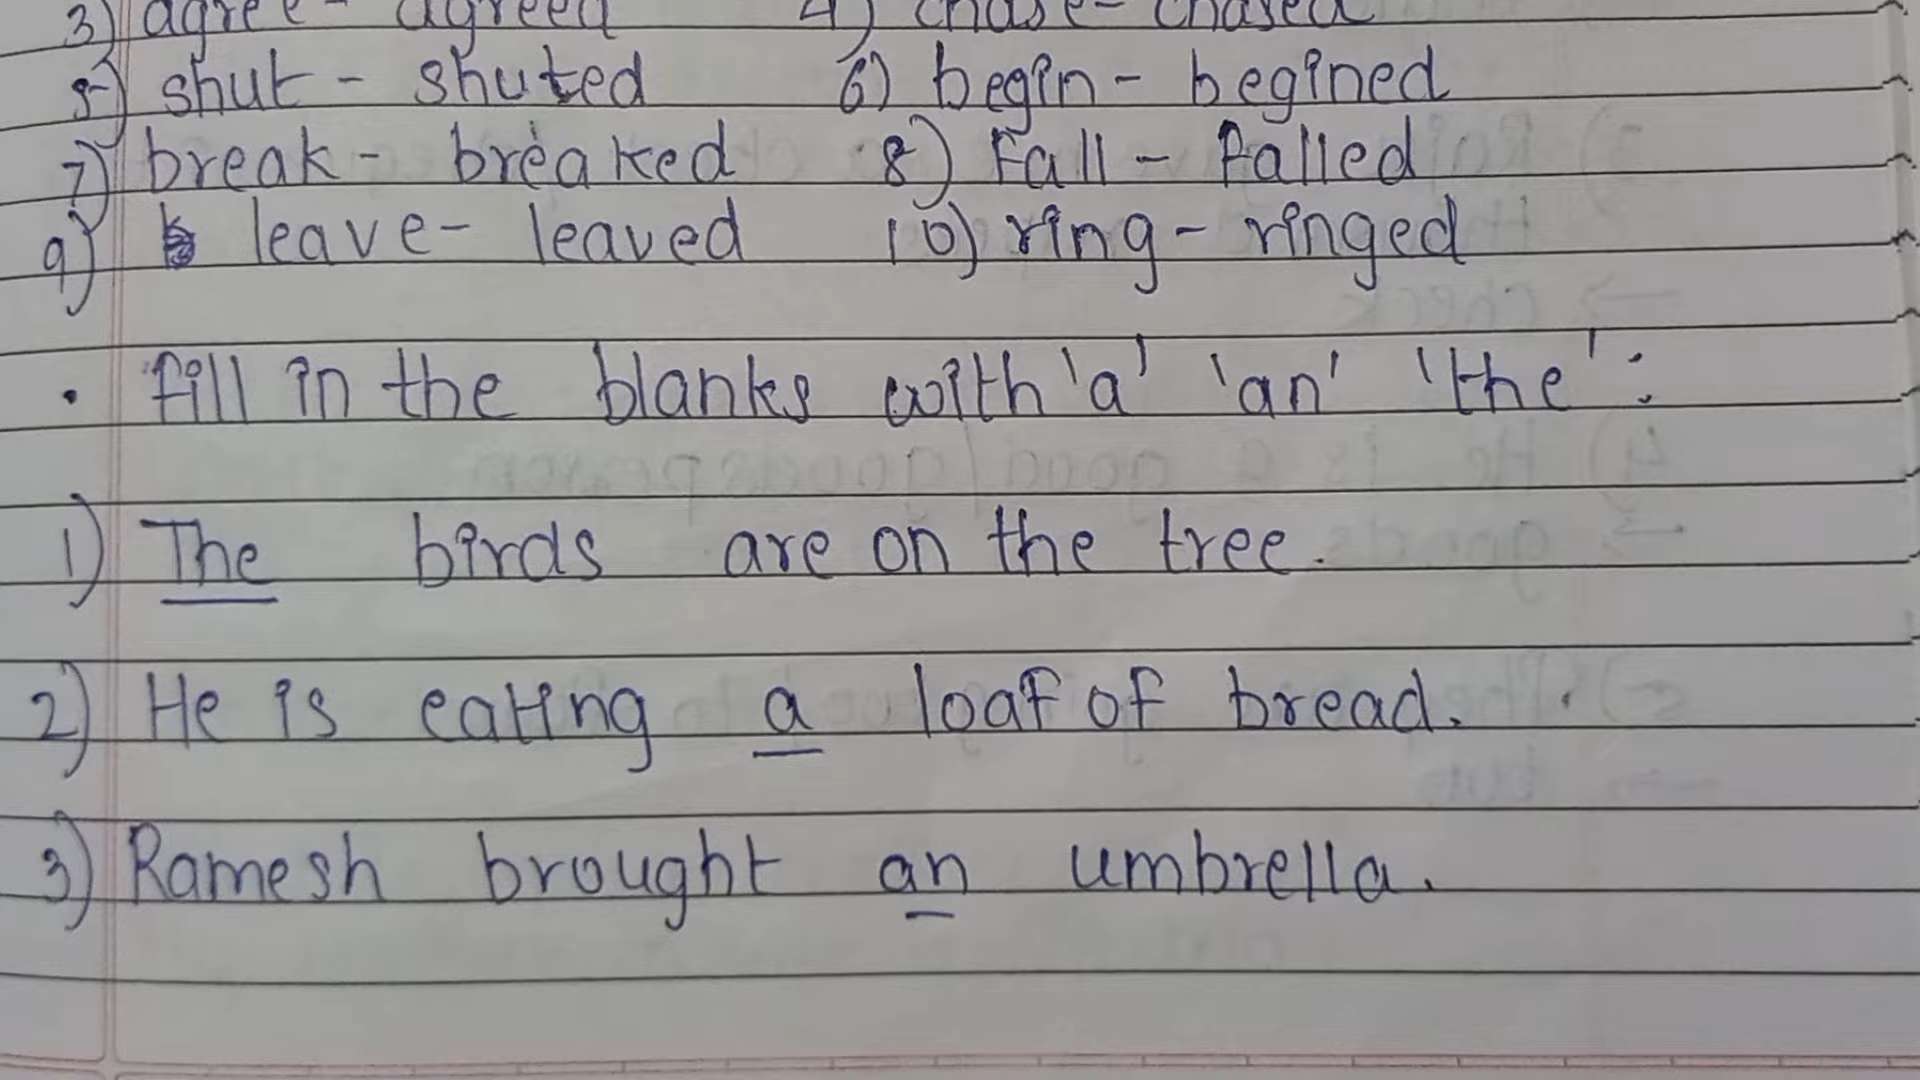 3) agree - agreed 4) chase - chased
5) shut - shuted 6) begin - begined
7) break - breaked 8) Fall - Falled
9) leave - leaved 10) ring - ringed
• fill in the blanks with 'a' 'an' 'the' :
1) The birds are on the tree.
2) He is eating a loaf of bread.
3) Ramesh brought an umbrella.